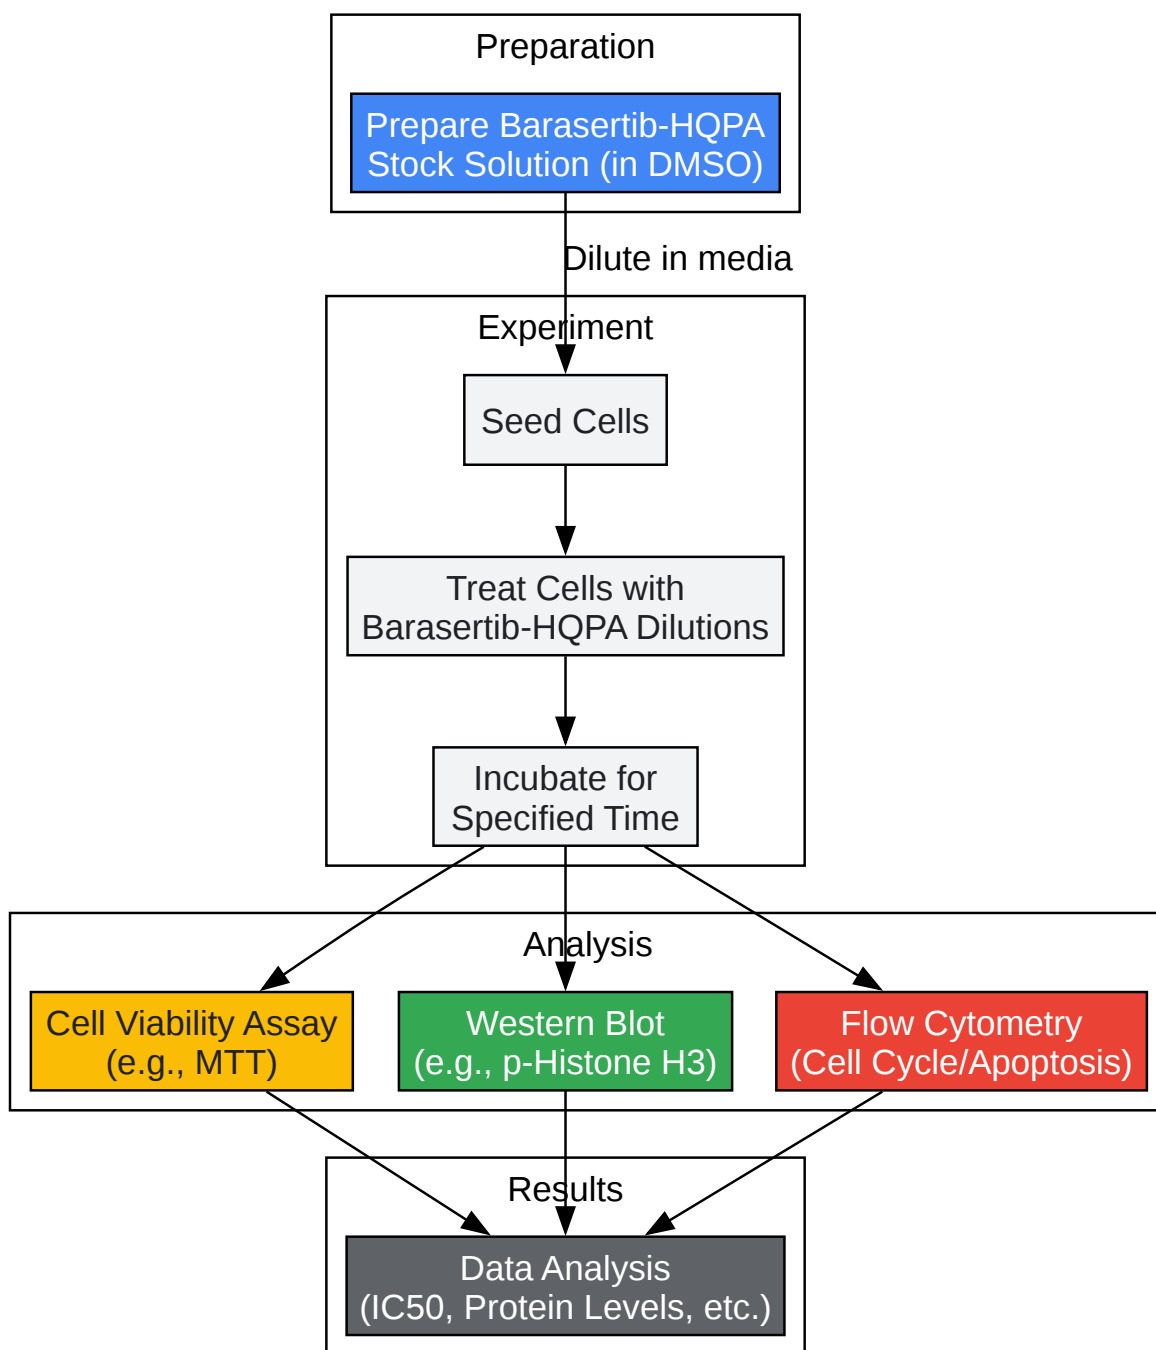 Preparation
Prepare Barasertib-HQPA
Stock Solution (in DMSO)
Dilute in media
Experiment
Seed Cells
Treat Cells with
Barasertib-HQPA Dilutions
Incubate for
Specified Time
Analysis
Cell Viability Assay
(e.g., MTT)
Western Blot
(e.g., p-Histone H3)
Flow Cytometry
(Cell Cycle/Apoptosis)
Results
Data Analysis
(IC50, Protein Levels, etc.)